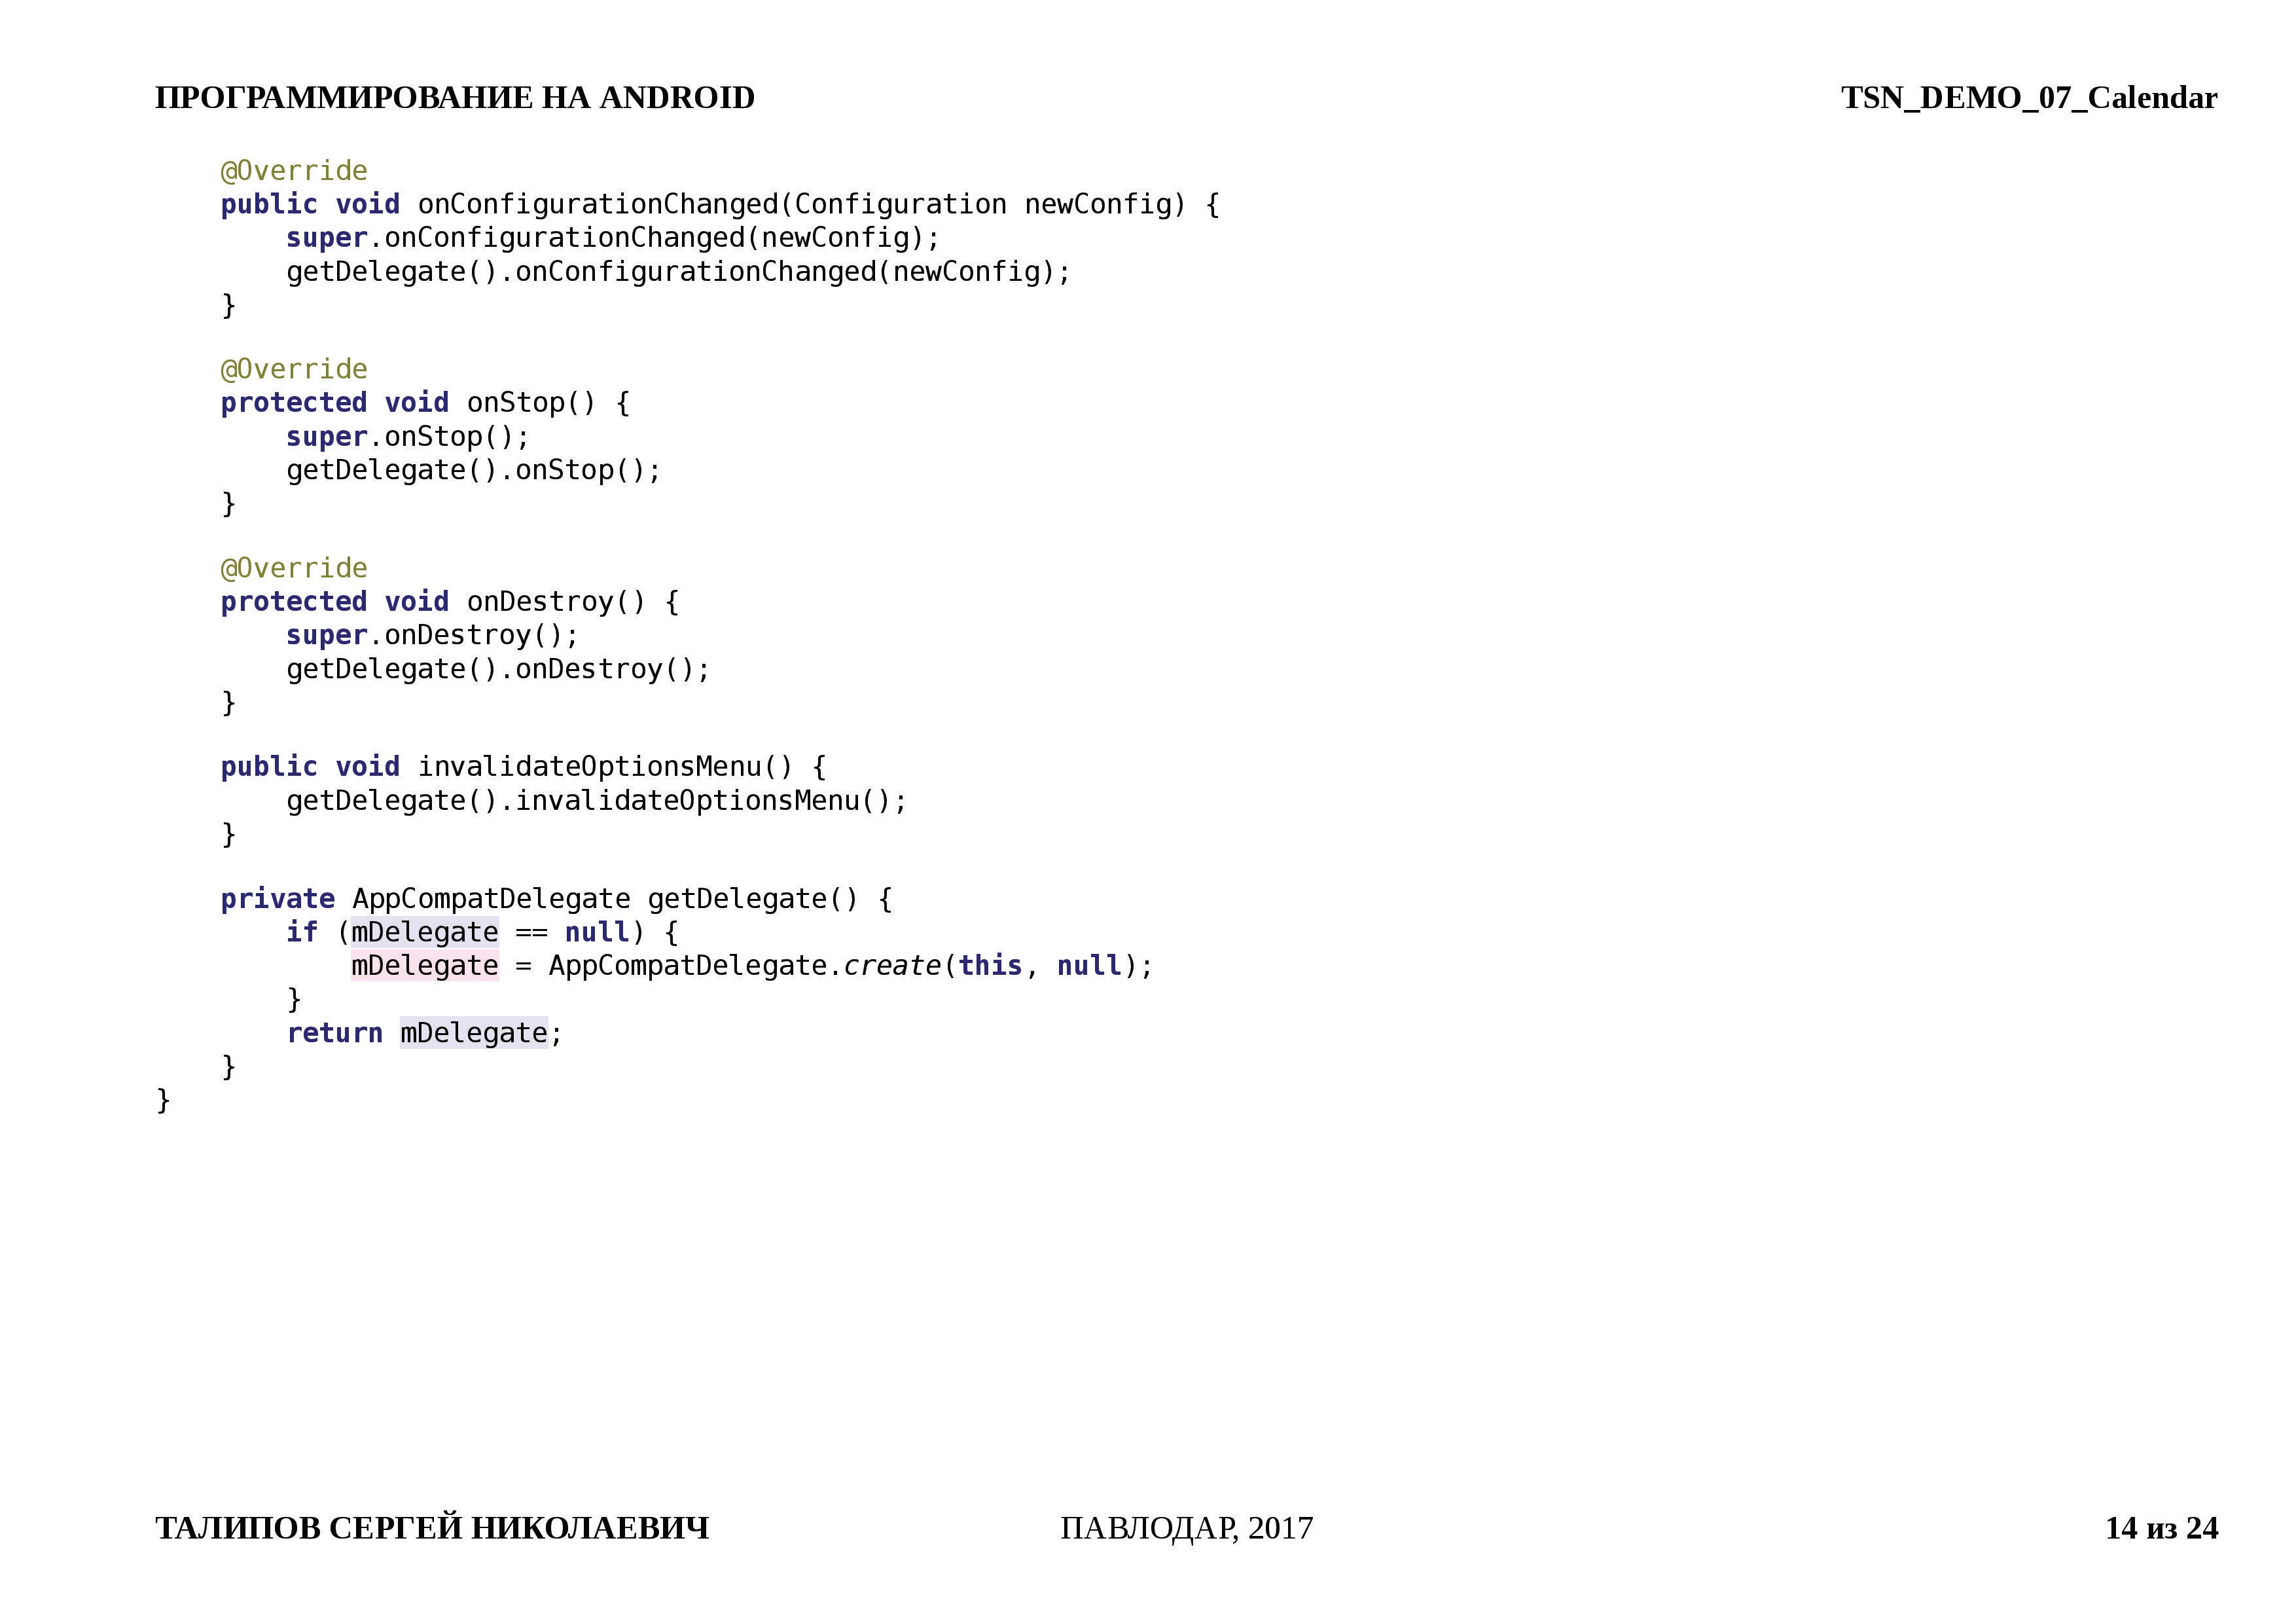 ПРОГРАММИРОВАНИЕ НА ANDROID TSN_DEMO_07_Calendar
@Override
public void onConfigurationChanged(Configuration newConfig) {
super.onConfigurationChanged(newConfig);
getDelegate().onConfigurationChanged(newConfig);
}
@Override
protected void onStop() {
super.onStop();
getDelegate().onStop();
}
@Override
protected void onDestroy() {
super.onDestroy();
getDelegate().onDestroy();
}
public void invalidateOptionsMenu() {
getDelegate().invalidateOptionsMenu();
}
private AppCompatDelegate getDelegate() {
if (mDelegate == null) {
mDelegate = AppCompatDelegate.create(this, null);
}
return mDelegate;
}
}
ТАЛИПОВ СЕРГЕЙ НИКОЛАЕВИЧ ПАВЛОДАР, 2017 14 из 24